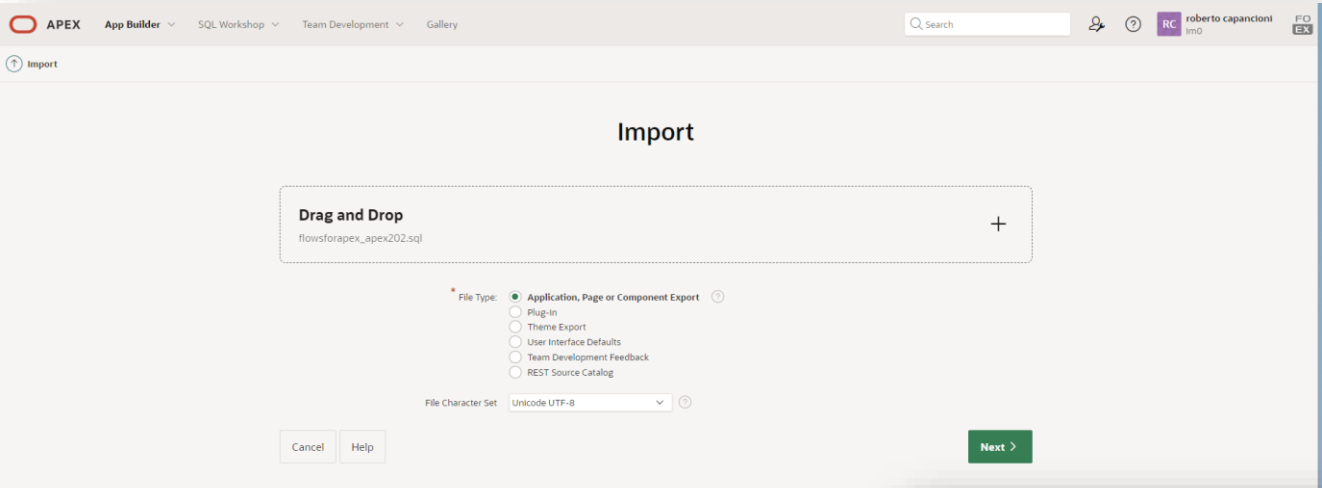 APEX App Builder SQL Workshop Team Development Gallery Search ? RC roberto capancioni FO
im0 EX
Import
Import
Drag and Drop
flowsforapex_apex202.sql
* File Type: Application, Page or Component Export ?
Plug-In
Theme Export
User Interface Defaults
Team Development Feedback
REST Source Catalog
File Character Set Unicode UTF-8 ?
Cancel Help Next